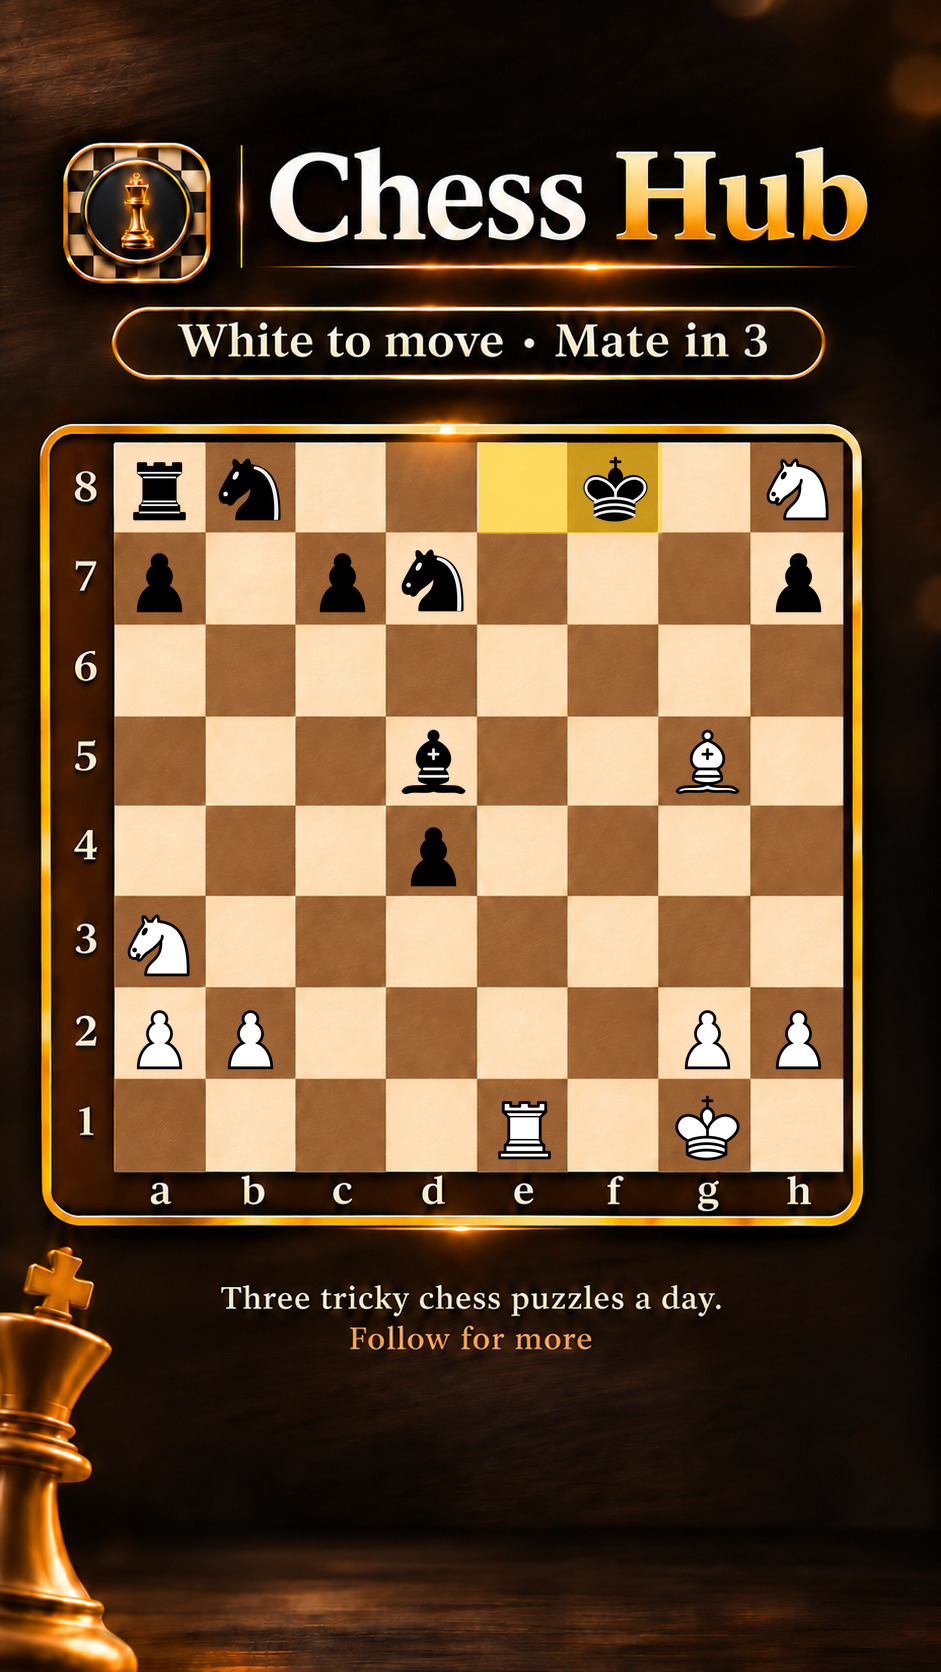 Chess Hub
White to move • Mate in 3
8
7
6
5
4
3
2
1
a b c d e f g h
Three tricky chess puzzles a day.
Follow for more